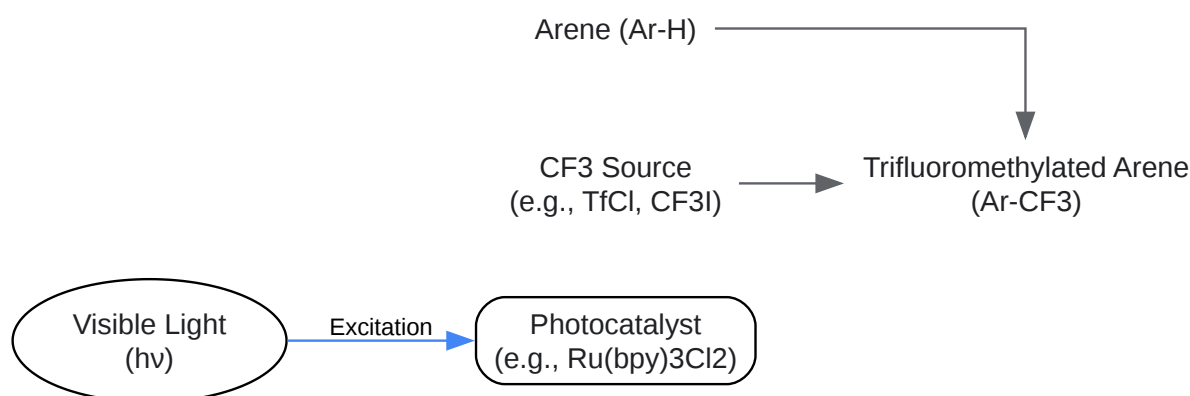 Arene (Ar-H)
CF3 Source
(e.g., TfCl, CF3I)
Trifluoromethylated Arene
(Ar-CF3)
Visible Light
(hν)
Excitation
Photocatalyst
(e.g., Ru(bpy)3Cl2)